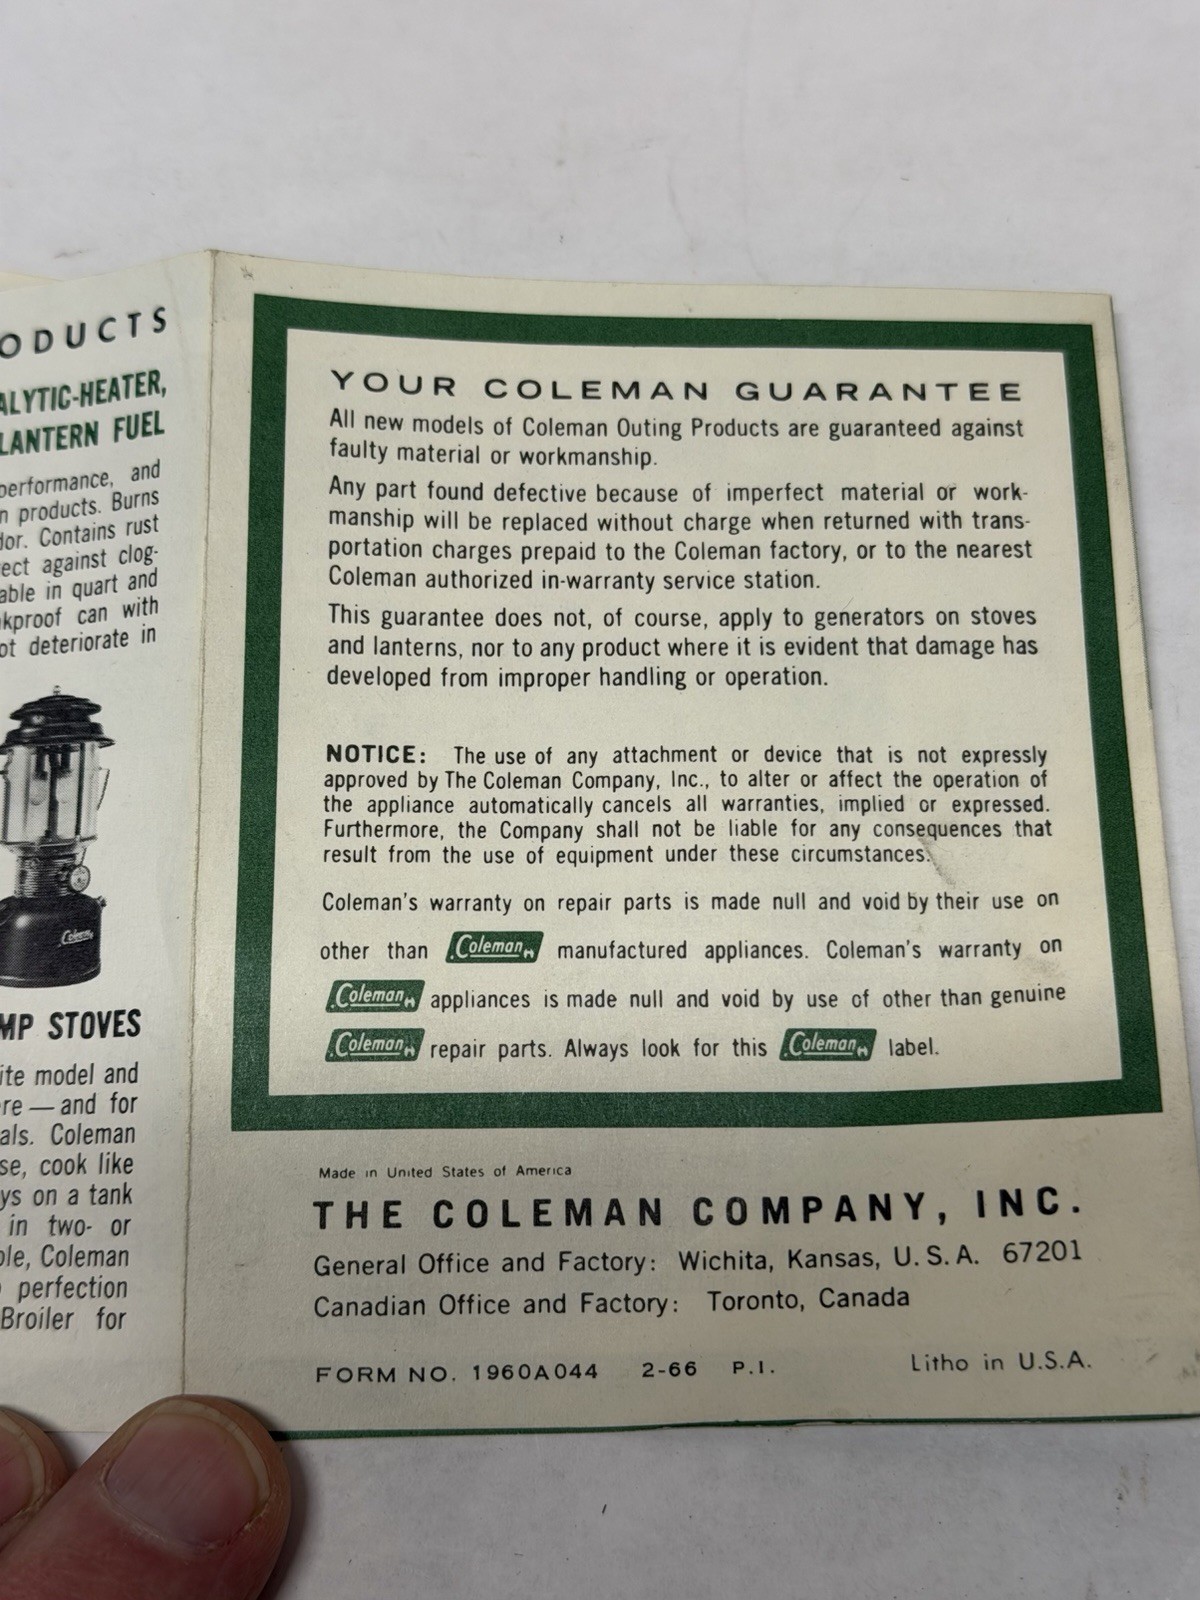 ODUCTS
ALYTIC-HEATER,
LANTERN FUEL
performance, and
n products. Burns
dor. Contains rust
ect against clog-
able in quart and
kproof can with
ot deteriorate in
Coleman
MP STOVES
ite model and
re — and for
als. Coleman
se, cook like
ys on a tank
in two- or
ole, Coleman
perfection
Broiler for
YOUR COLEMAN GUARANTEE
All new models of Coleman Outing Products are guaranteed against
faulty material or workmanship.
Any part found defective because of imperfect material or work-
manship will be replaced without charge when returned with trans-
portation charges prepaid to the Coleman factory, or to the nearest
Coleman authorized in-warranty service station.
This guarantee does not, of course, apply to generators on stoves
and lanterns, nor to any product where it is evident that damage has
developed from improper handling or operation.
NOTICE: The use of any attachment or device that is not expressly
approved by The Coleman Company, Inc., to alter or affect the operation of
the appliance automatically cancels all warranties, implied or expressed.
Furthermore, the Company shall not be liable for any consequences that
result from the use of equipment under these circumstances.
Coleman's warranty on repair parts is made null and void by their use on
other than Coleman manufactured appliances. Coleman's warranty on
Coleman appliances is made null and void by use of other than genuine
Coleman repair parts. Always look for this Coleman label.
Made in United States of America
THE COLEMAN COMPANY, INC.
General Office and Factory: Wichita, Kansas, U.S.A. 67201
Canadian Office and Factory: Toronto, Canada
FORM NO. 1960A044 2-66 P.I. Litho in U.S.A.